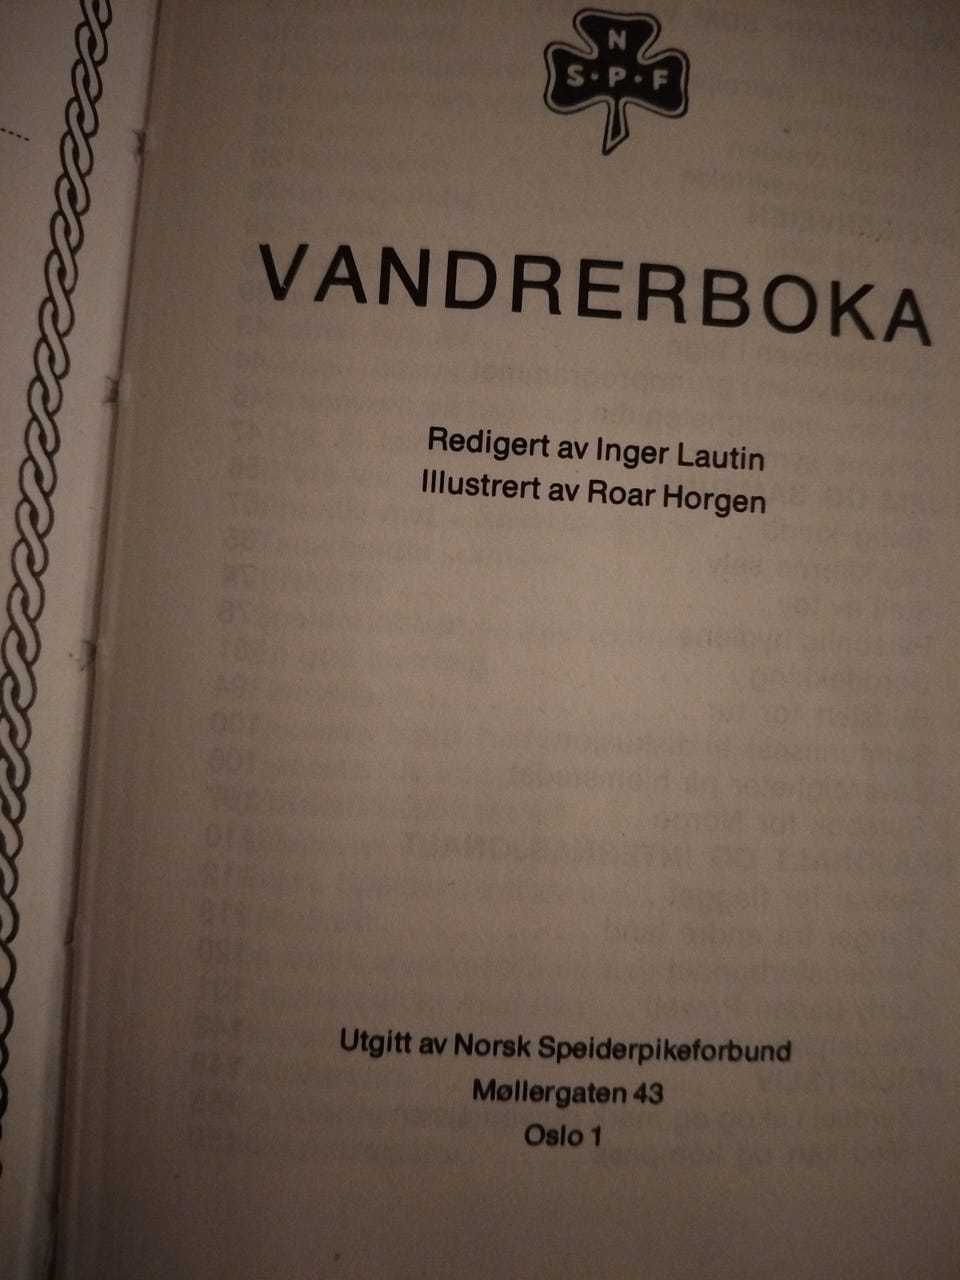 N
S·P·F
VANDRERBOKA
Redigert av Inger Lautin
Illustrert av Roar Horgen
Utgitt av Norsk Speiderpikeforbund
Møllergaten 43
Oslo 1